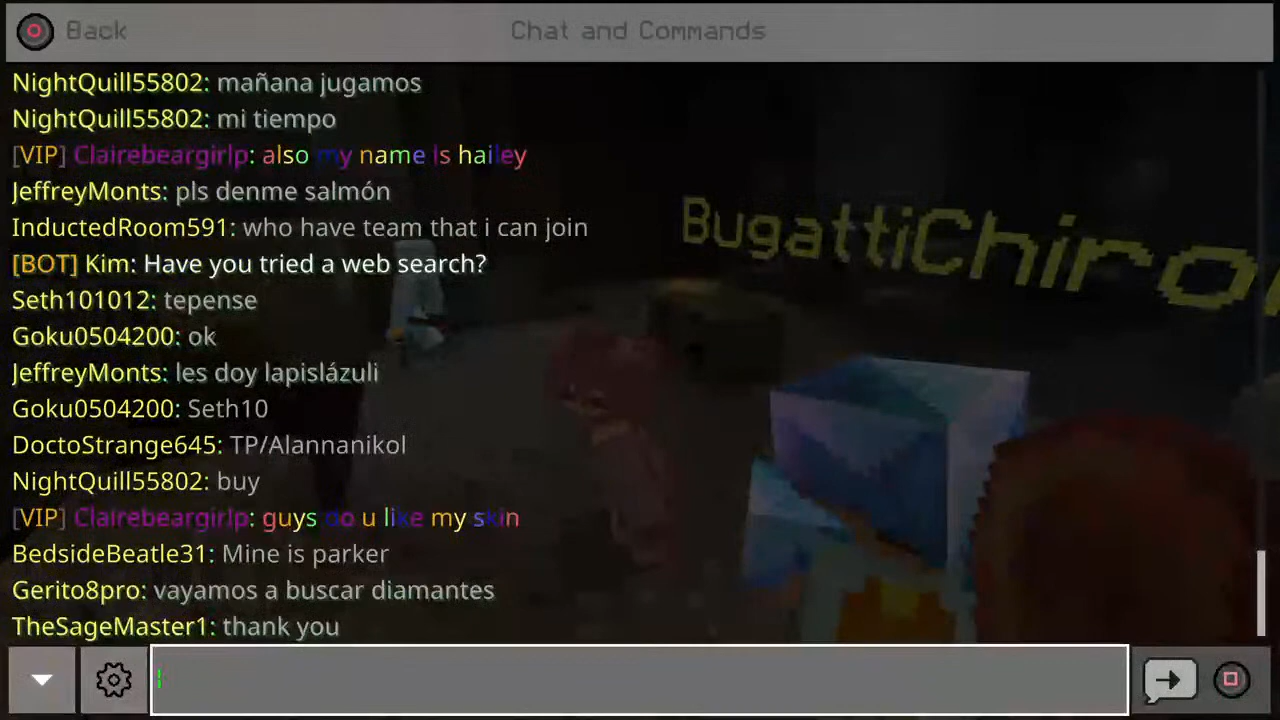 Back
Chat and Commands
NightQuill55802: mañana jugamos
NightQuill55802: mi tiempo
[VIP] Clairebeargirlp: also my name Is hailey
JeffreyMonts: pls denme salmón
InductedRoom591: who have team that i can join
[BOT] Kim: Have you tried a web search?
Seth101012: tepense
Goku0504200: ok
JeffreyMonts: les doy lapislázuli
Goku0504200: Seth10
DoctoStrange645: TP/Alannanikol
NightQuill55802: buy
[VIP] Clairebeargirlp: guys do u like my skin
BedsideBeatle31: Mine is parker
Gerito8pro: vayamos a buscar diamantes
TheSageMaster1: thank you